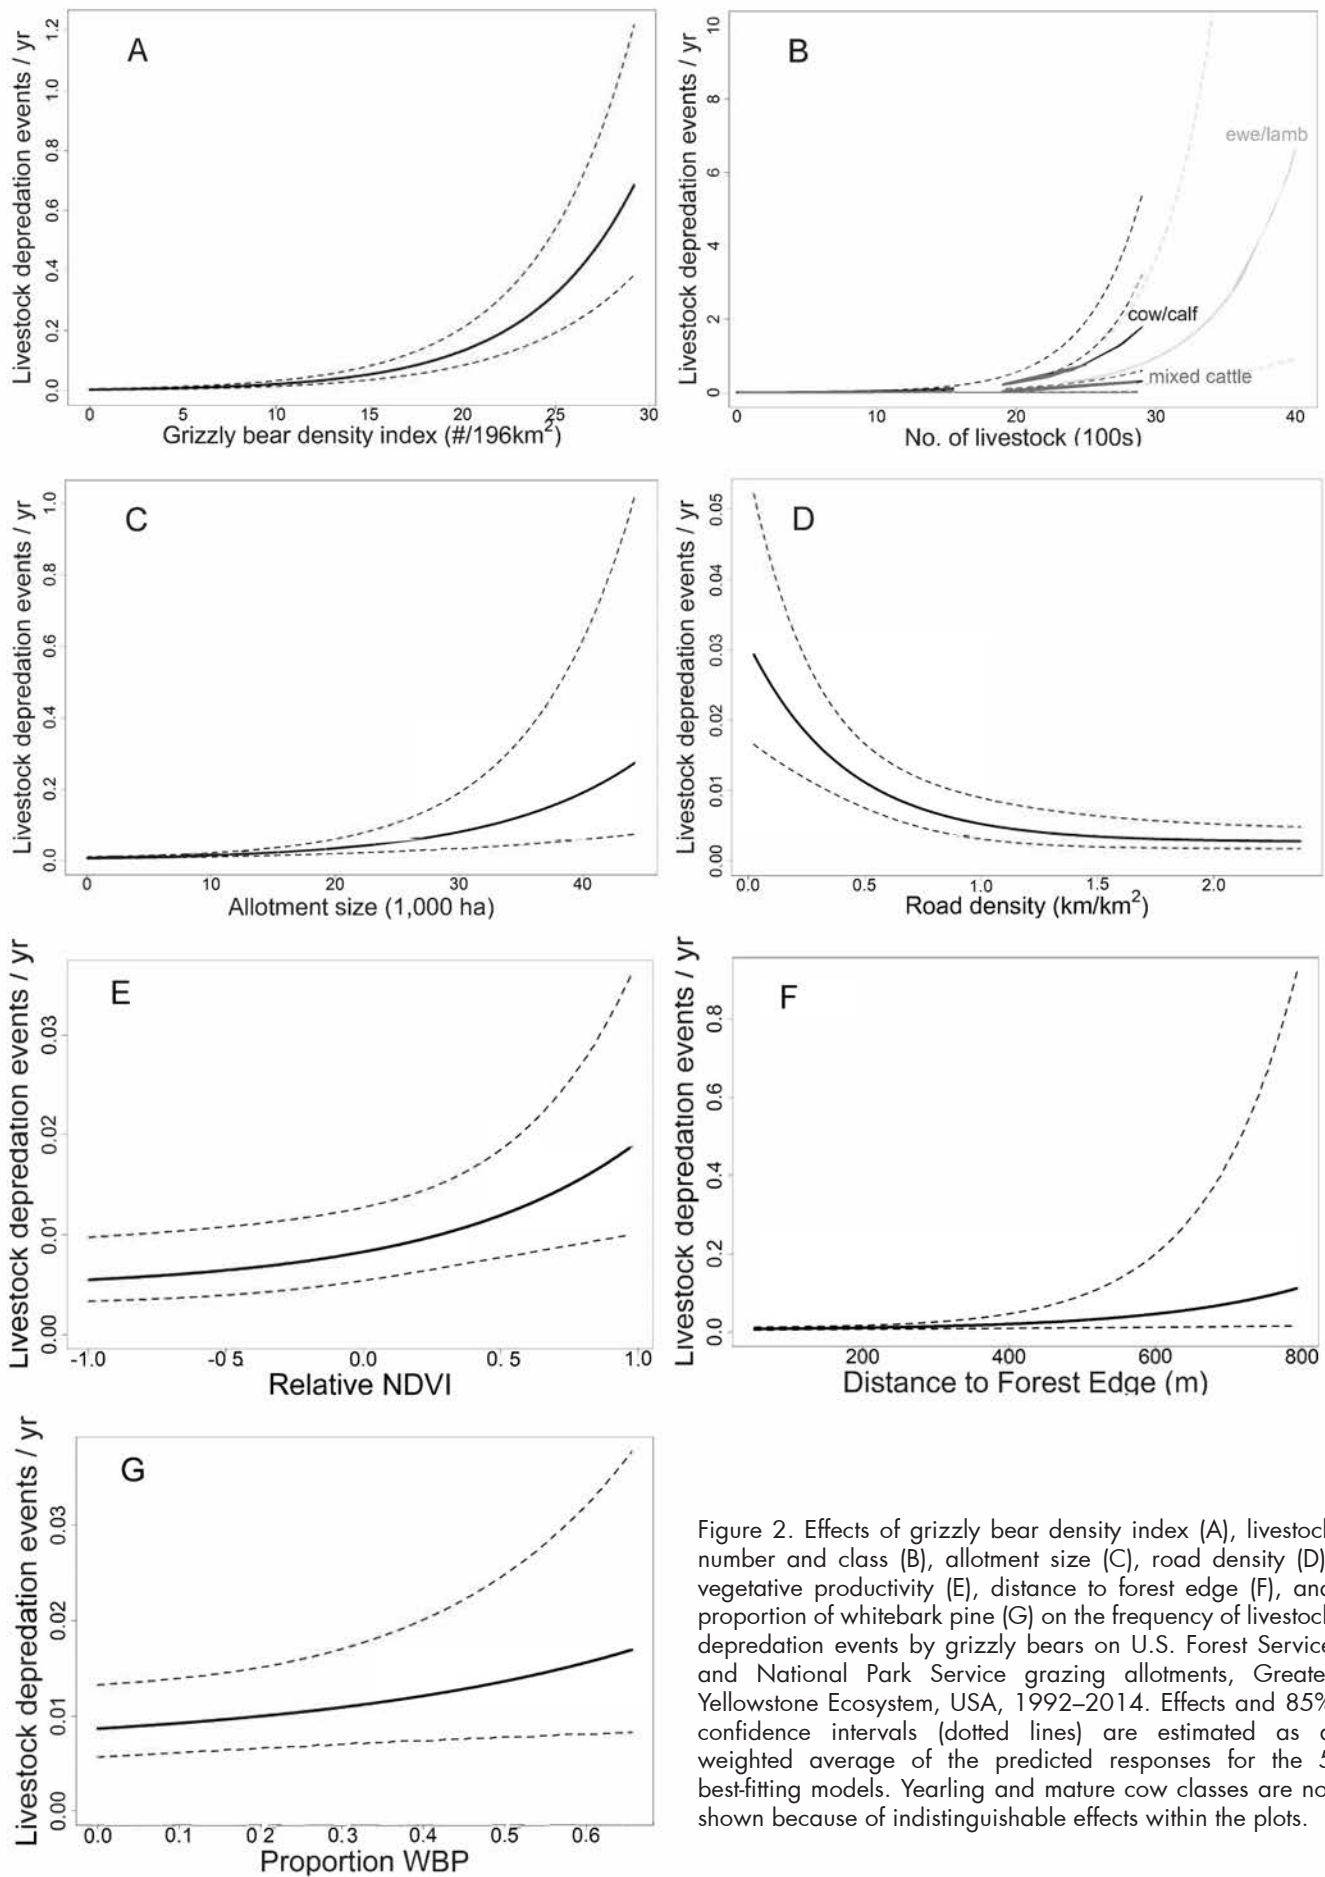 A
Livestock depredation events / yr
1.2
1.0
0.8
0.6
0.4
0.2
0.0
0 5 10 15 20 25 30
Grizzly bear density index (#/196km²)
B
Livestock depredation events / yr
10
8
6
4
2
0
ewe/lamb
cow/calf
mixed cattle
0 10 20 30 40
No. of livestock (100s)
C
Livestock depredation events / yr
1.0
0.8
0.6
0.4
0.2
0.0
0 10 20 30 40
Allotment size (1,000 ha)
D
Livestock depredation events / yr
0.05
0.04
0.03
0.02
0.01
0.00
0.0 0.5 1.0 1.5 2.0
Road density (km/km²)
E
Livestock depredation events / yr
0.03
0.02
0.01
0.00
-1.0 -0 5 0.0 0. 5 1.0
Relative NDVI
F
Livestock depredation events / yr
0.8
0.6
0.4
0.2
0.0
200 400 600 800
Distance to Forest Edge (m)
G
Livestock depredation events / yr
0.03
0.02
0.01
0.00
0.0 0.1 0 2 0.3 0.4 0.5 0.6
Proportion WBP
Figure 2. Effects of grizzly bear density index (A), livestock
number and class (B), allotment size (C), road density (D)
vegetative productivity (E), distance to forest edge (F), and
proportion of whitebark pine (G) on the frequency of livestock
depredation events by grizzly bears on U.S. Forest Service
and National Park Service grazing allotments, Greate
Yellowstone Ecosystem, USA, 1992–2014. Effects and 85%
confidence intervals (dotted lines) are estimated as a
weighted average of the predicted responses for the 5
best-fitting models. Yearling and mature cow classes are no
shown because of indistinguishable effects within the plots.